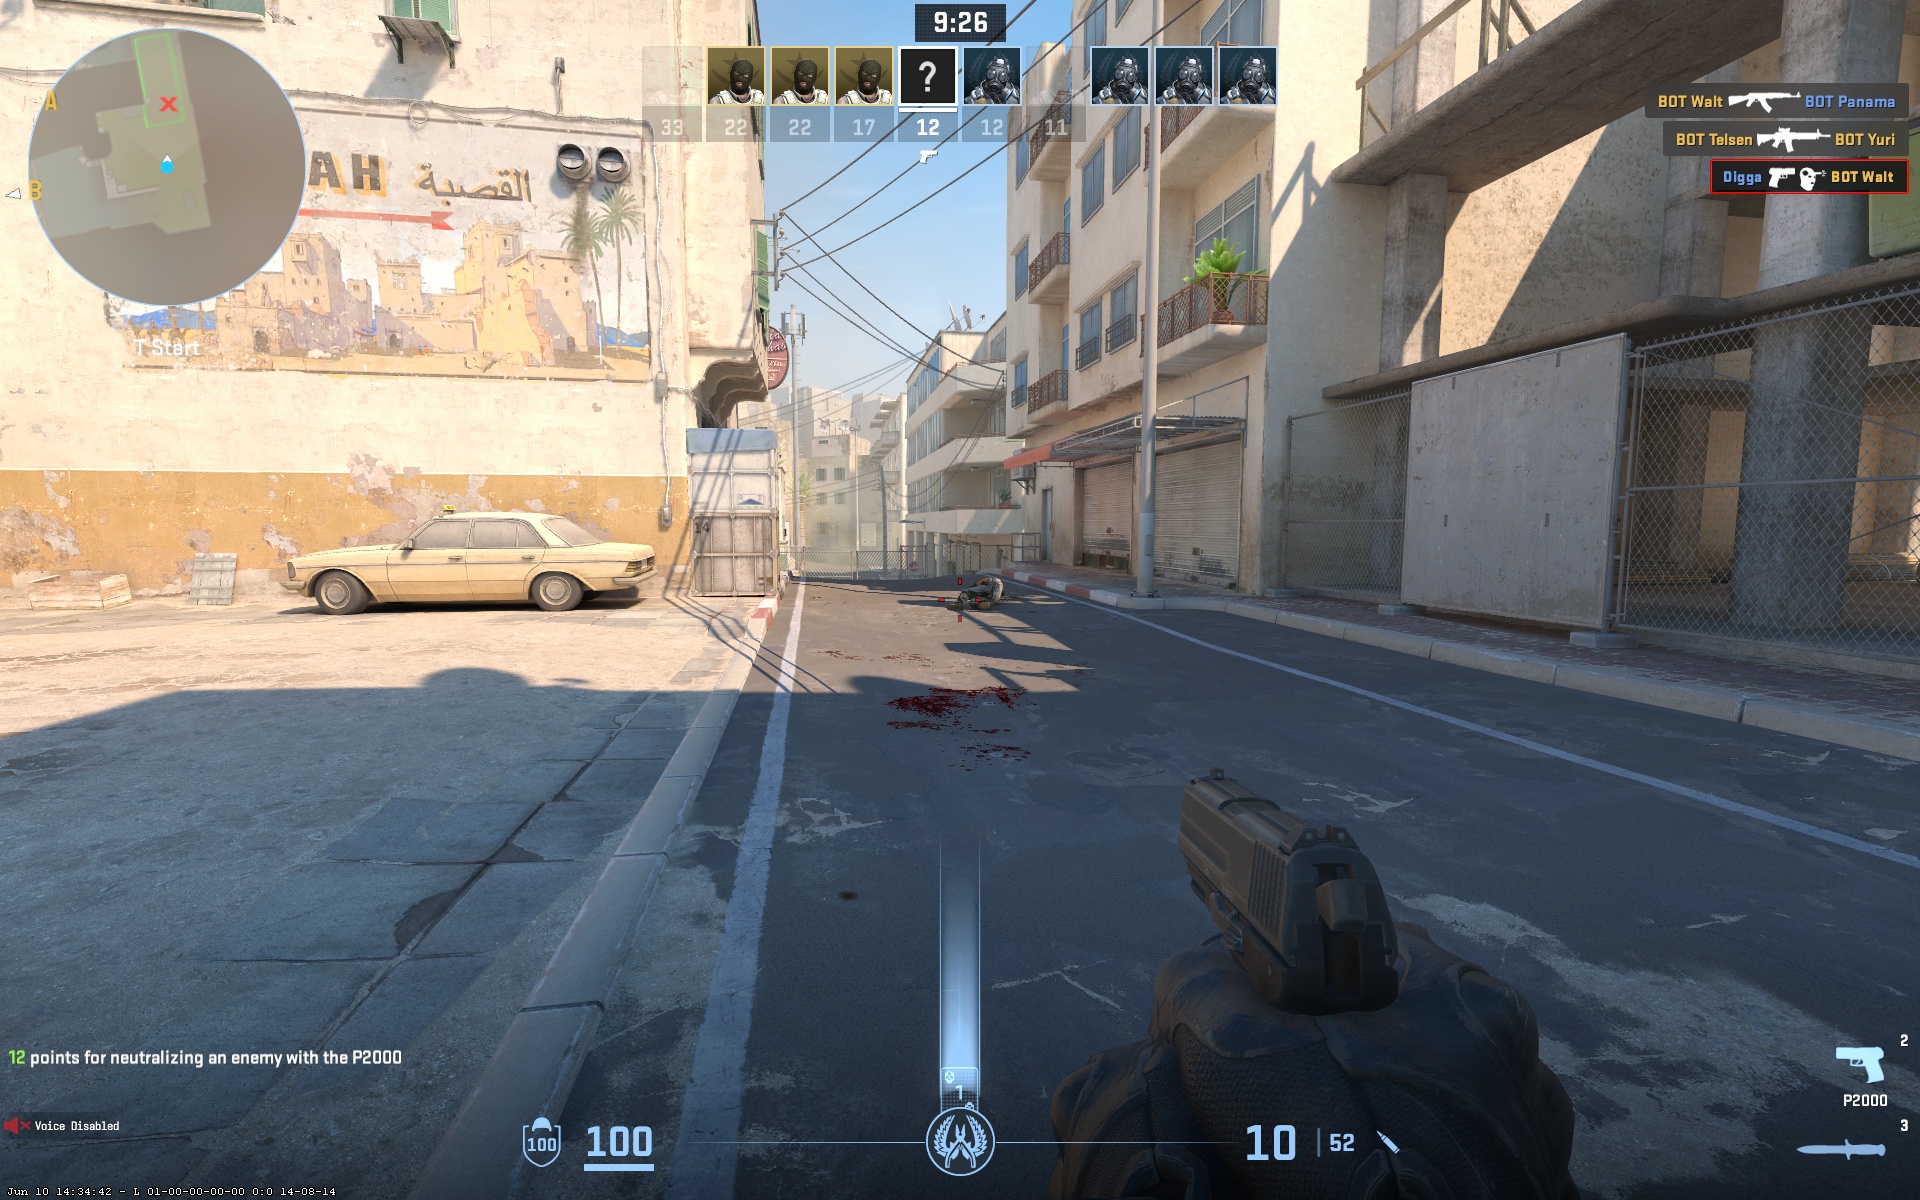 9:26
33 22 22 17 12 12 11
?
A
B
T Start
AH القصبة
BOT Walt BOT Panama
BOT Telsen BOT Yuri
Digga BOT Walt
12 points for neutralizing an enemy with the P2000
Voice Disabled
100 100
1
10 52
2
P2000
3
Jun 10 14:34:42 - L 01-00-00-00-00 0:0 14-08-14